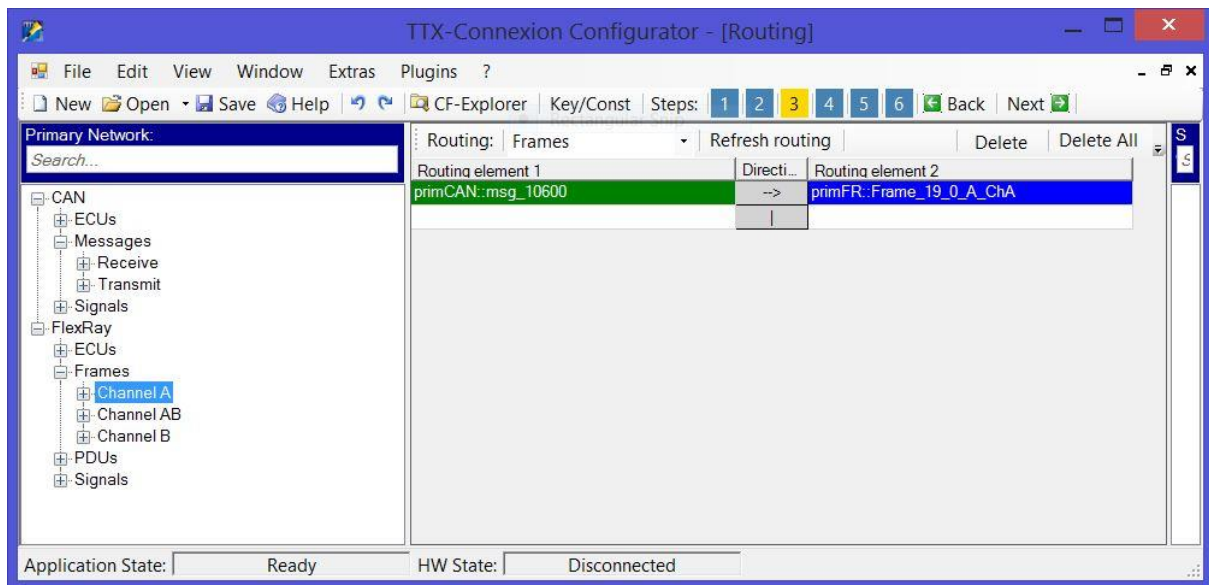 TTX-Connexion Configurator - [Routing]
File Edit View Window Extras Plugins ?
New Open Save Help CF-Explorer Key/Const Steps: 1 2 3 4 5 6 Back Next
Primary Network:
Search...
Routing: Frames Refresh routing Delete Delete All
S
S
Routing element 1 Directi... Routing element 2
primCAN::msg_10600 --> primFR::Frame_19_0_A_ChA
|
CAN
ECUs
Messages
Receive
Transmit
Signals
FlexRay
ECUs
Frames
Channel A
Channel AB
Channel B
PDUs
Signals
Application State: Ready HW State: Disconnected